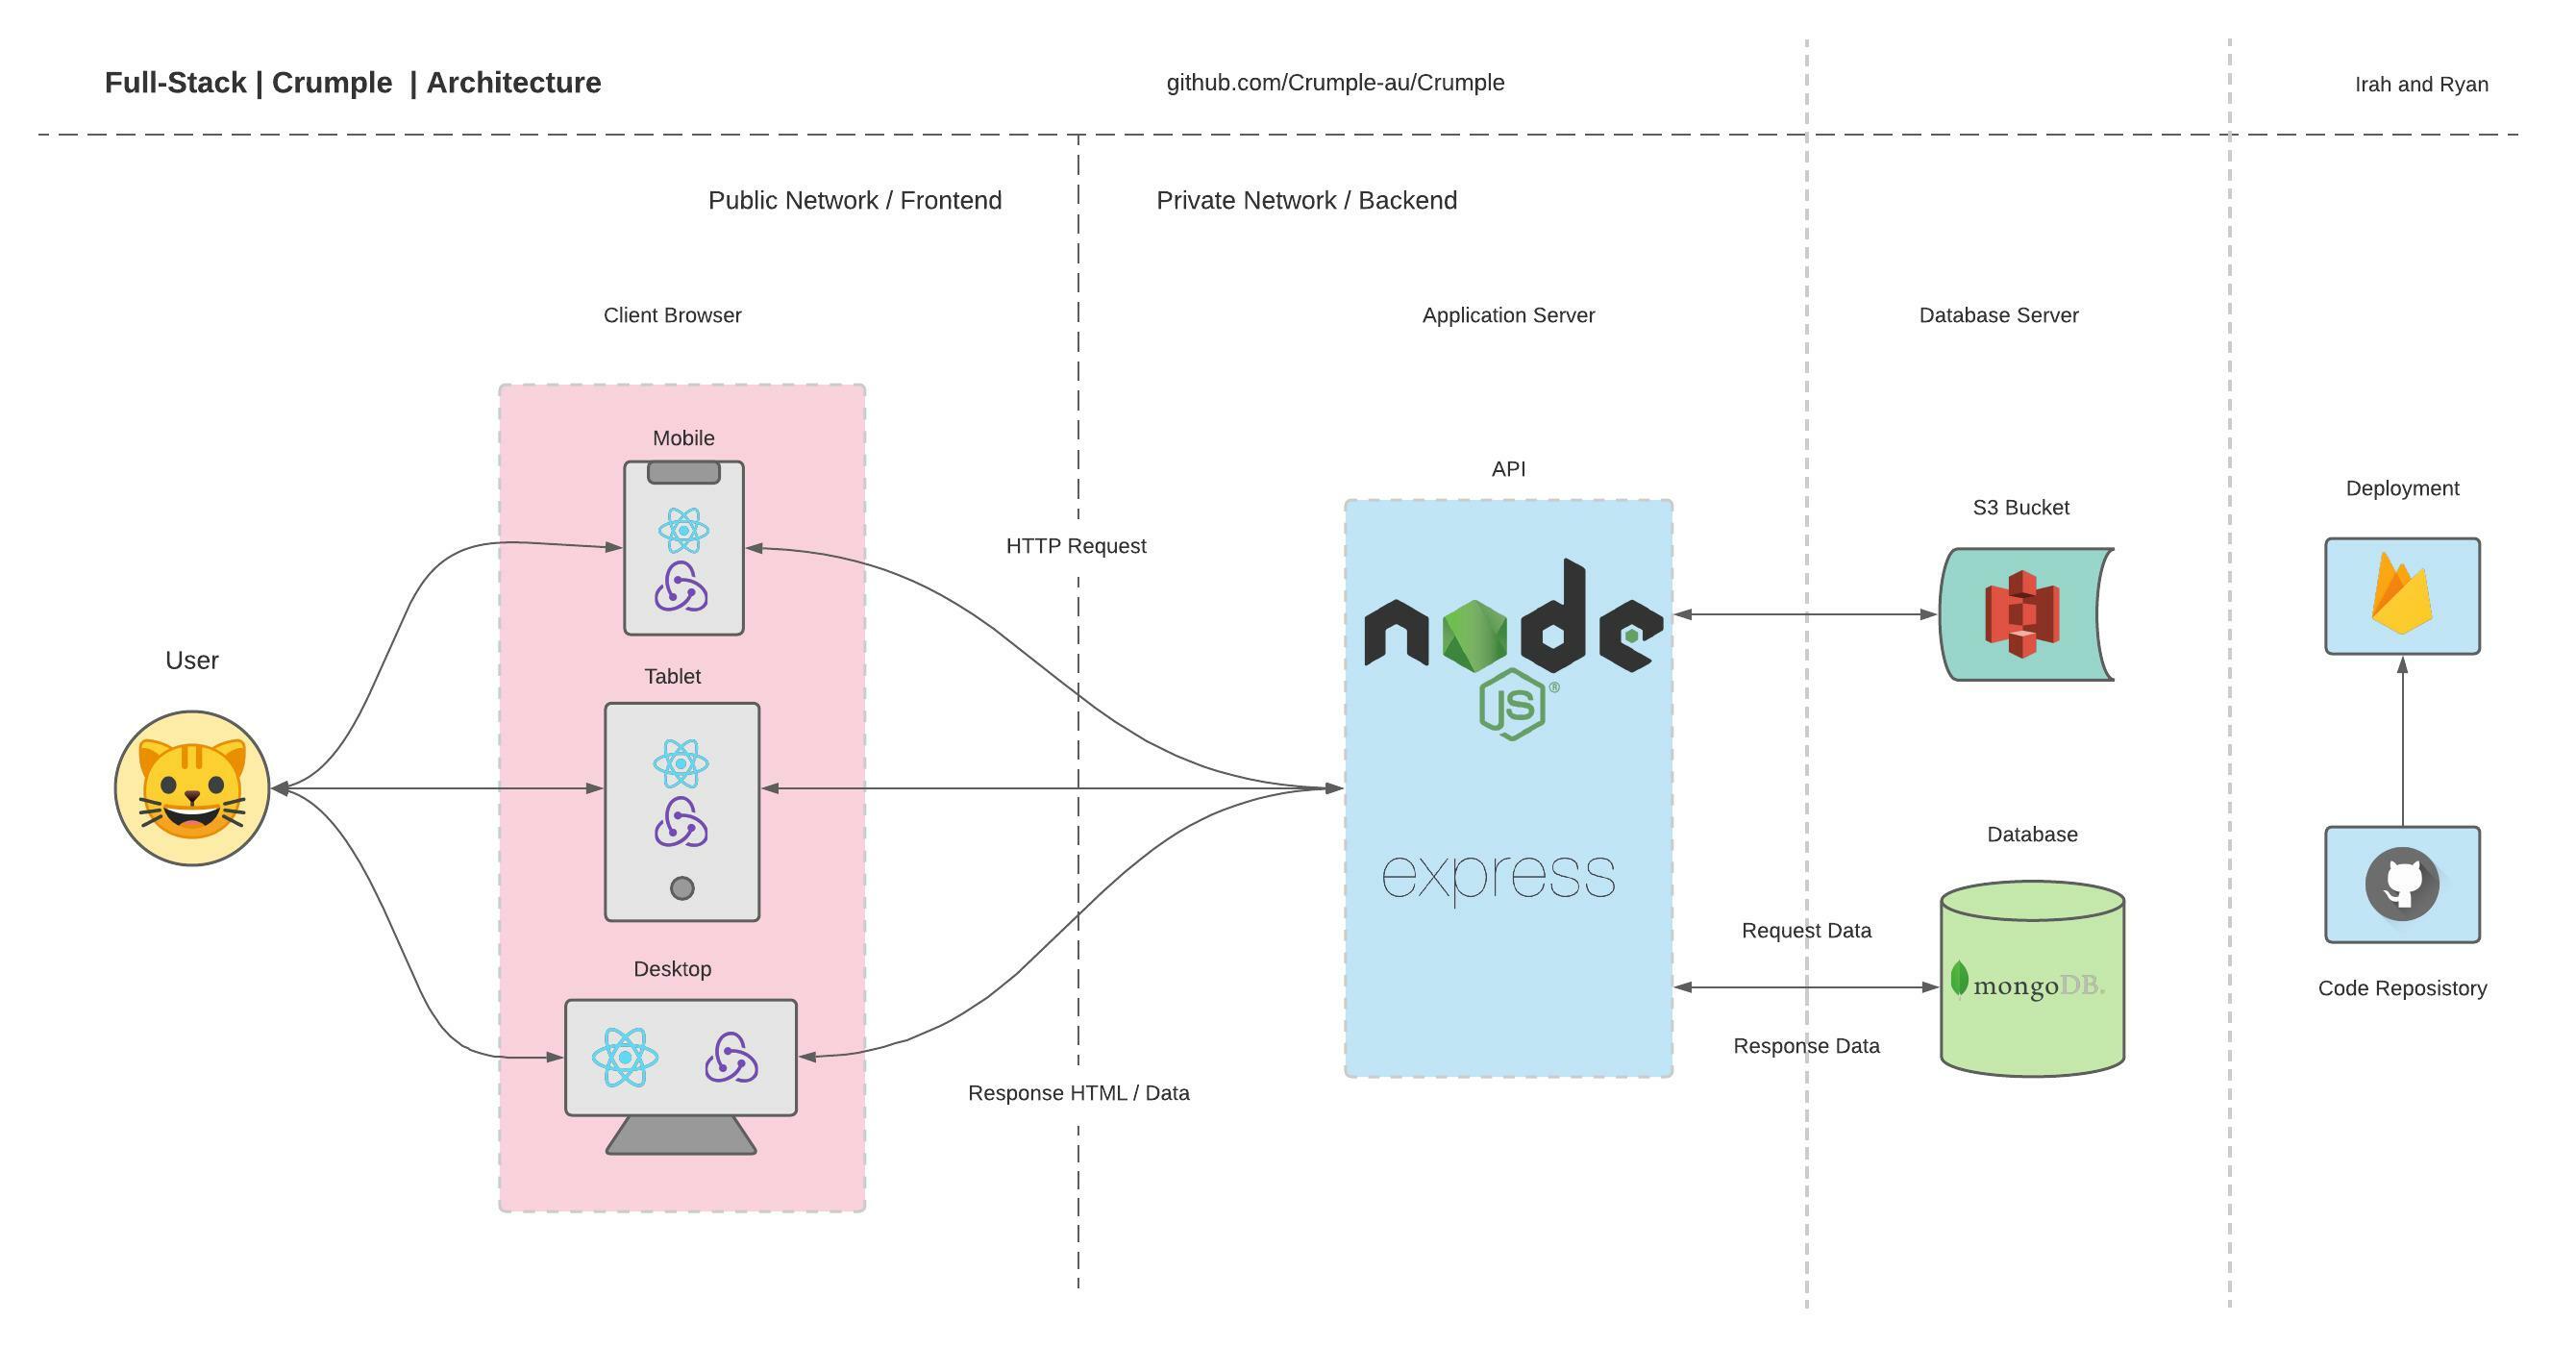 Full-Stack | Crumple | Architecture
github.com/Crumple-au/Crumple
Irah and Ryan
Public Network / Frontend
Private Network / Backend
Client Browser
Application Server
Database Server
Mobile
API
Deployment
S3 Bucket
HTTP Request
node
JS®
User
Tablet
Database
express
Request Data
Desktop
mongoDB.
Code Reposistory
Response Data
Response HTML / Data